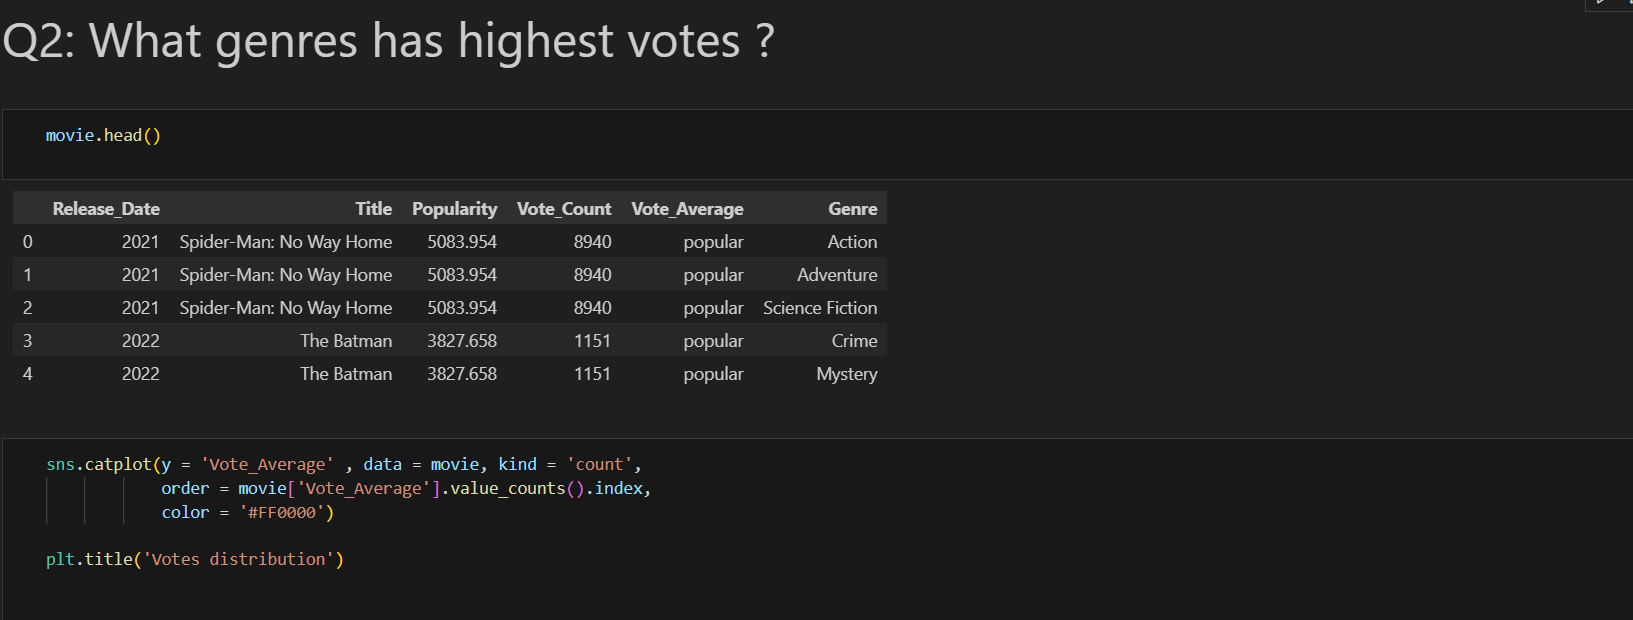 Q2: What genres has highest votes ?
movie.head()
Release_Date Title Popularity Vote_Count Vote_Average Genre
0 2021 Spider-Man: No Way Home 5083.954 8940 popular Action
1 2021 Spider-Man: No Way Home 5083.954 8940 popular Adventure
2 2021 Spider-Man: No Way Home 5083.954 8940 popular Science Fiction
3 2022 The Batman 3827.658 1151 popular Crime
4 2022 The Batman 3827.658 1151 popular Mystery
sns.catplot(y = 'Vote_Average' , data = movie, kind = 'count',
order = movie['Vote_Average'].value_counts().index,
color = '#FF0000')
plt.title('Votes distribution')